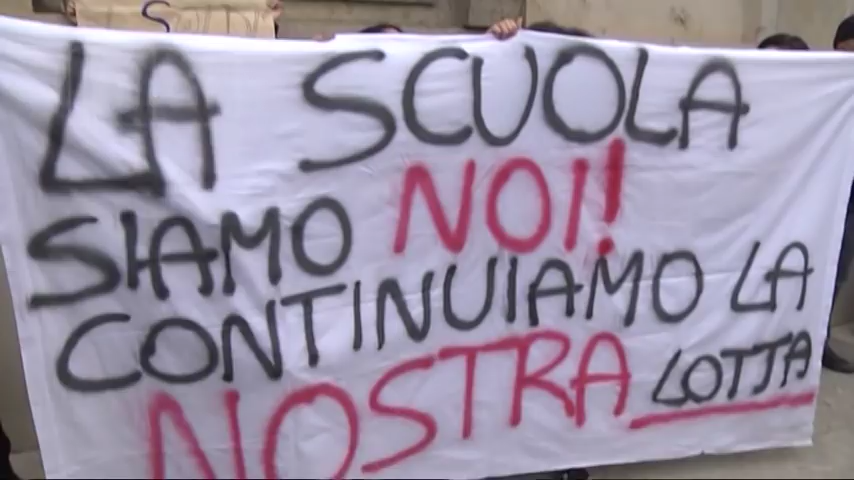 LA SCUOLA
SIAMO NOI!
CONTINUIAMO LA
NOSTRA LOTTA